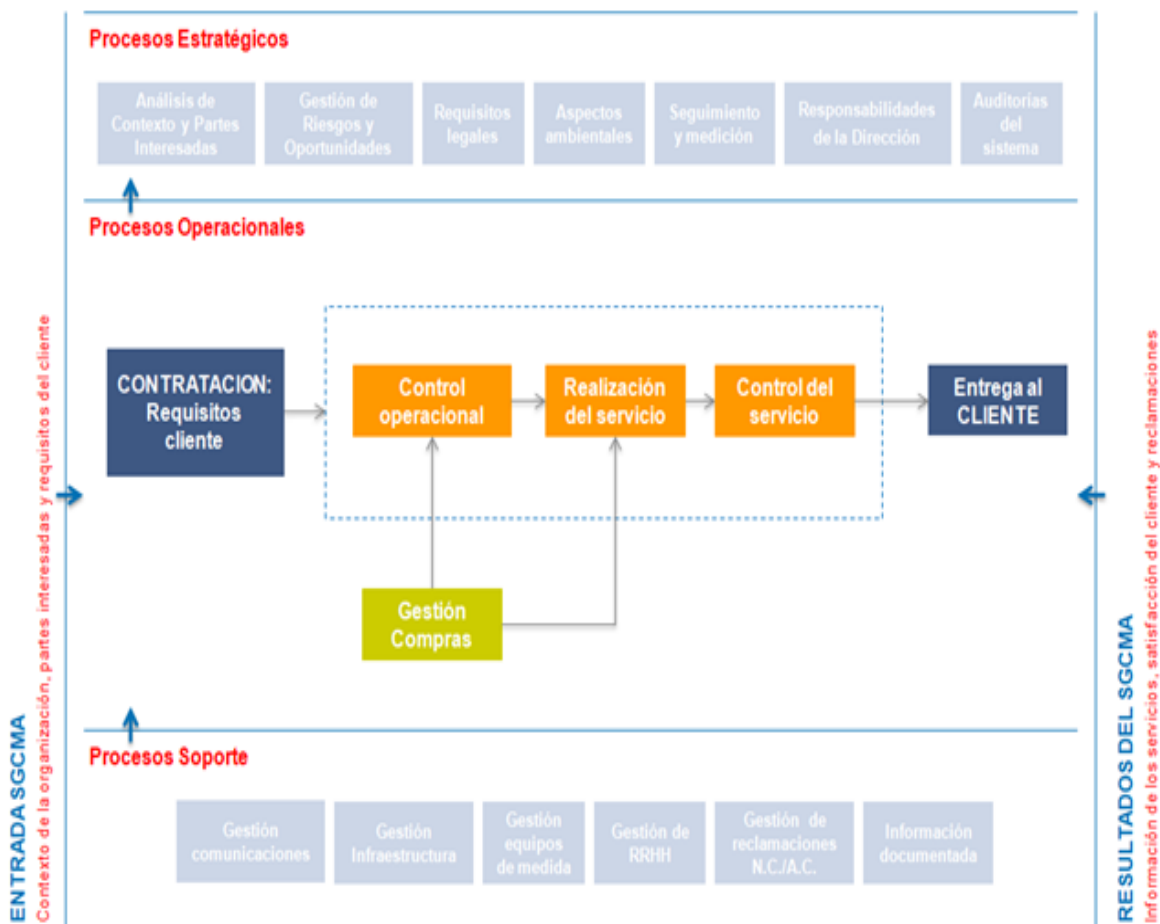 Procesos Estratégicos
Análisis de
Contexto y Partes
Interesadas
Gestión de
Riesgos y
Oportunidades
Requisitos
legales
Aspectos
ambientales
Seguimiento
y medición
Responsabilidades
de la Dirección
Auditorias
del
sistema
Procesos Operacionales
CONTRATACION:
Requisitos
cliente
Control
operacional
Realización
del servicio
Control del
servicio
Entrega al
CLIENTE
Gestión
Compras
Procesos Soporte
Gestión
comunicaciones
Gestión
Infraestructura
Gestión
equipos
de medida
Gestión de
RRHH
Gestión de
reclamaciones
N.C./A.C.
Información
documentada
ENTRADA SGCMA
Contexto de la organización, partes interesadas y requisitos del cliente
RESULTADOS DEL SGCMA
Información de los servicios, satisfacción del cliente y reclamaciones